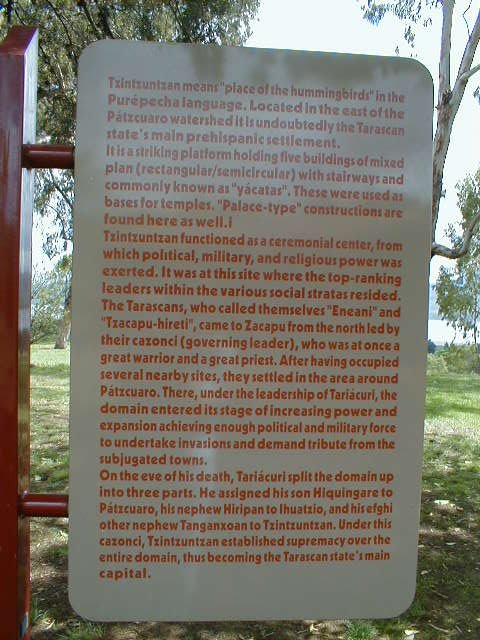 Tzintzuntzan means "place of the hummingbirds" in the
Purépecha language. Located in the east of the
Pátzcuaro watershed it is undoubtedly the Tarascan
state's main prehispanic settlement.
It is a striking platform holding five buildings of mixed
plan (rectangular/semicircular) with stairways and
commonly known as "yácatas". These were used as
bases for temples. "Palace-type" constructions are
found here as well.i
Tzintzuntzan functioned as a ceremonial center, from
which political, military, and religious power was
exerted. It was at this site where the top-ranking
leaders within the various social stratas resided.
The Tarascans, who called themselves "Eneani" and
"Tzacapu-hireti", came to Zacapu from the north led by
their cazonci (governing leader), who was at once a
great warrior and a great priest. After having occupied
several nearby sites, they settled in the area around
Pátzcuaro. There, under the leadership of Tariácuri, the
domain entered its stage of increasing power and
expansion achieving enough political and military force
to undertake invasions and demand tribute from the
subjugated towns.
On the eve of his death, Tariácuri split the domain up
into three parts. He assigned his son Hiquingare to
Pátzcuaro, his nephew Hiripan to Ihuatzio, and his efghi
other nephew Tanganxoan to Tzintzuntzan. Under this
cazonci, Tzintzuntzan established supremacy over the
entire domain, thus becoming the Tarascan state's main
capital.